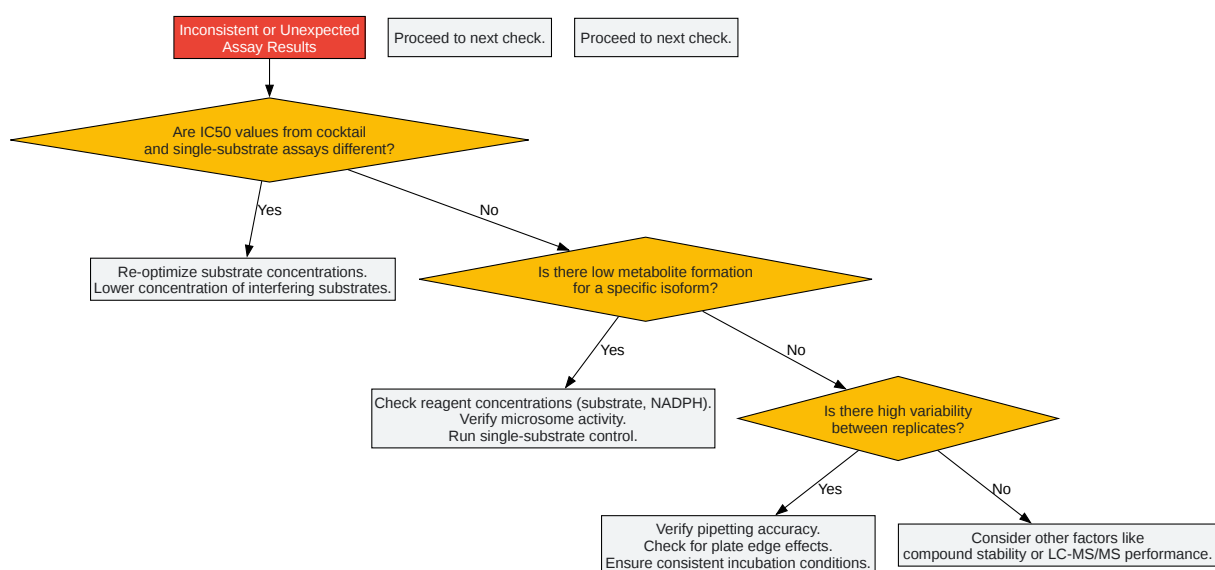 Inconsistent or Unexpected
Assay Results
Proceed to next check.
Proceed to next check.
Are IC50 values from cocktail
and single-substrate assays different?
Yes
No
Re-optimize substrate concentrations.
Lower concentration of interfering substrates.
Is there low metabolite formation
for a specific isoform?
Yes
No
Check reagent concentrations (substrate, NADPH).
Verify microsome activity.
Run single-substrate control.
Is there high variability
between replicates?
Yes
No
Verify pipetting accuracy.
Check for plate edge effects.
Ensure consistent incubation conditions.
Consider other factors like
compound stability or LC-MS/MS performance.